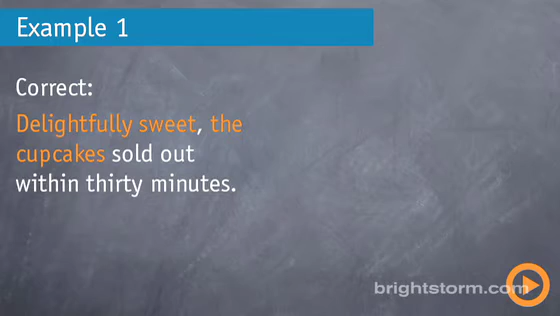 Example 1
Correct:
Delightfully sweet, the
cupcakes sold out
within thirty minutes.
brightstorm.com